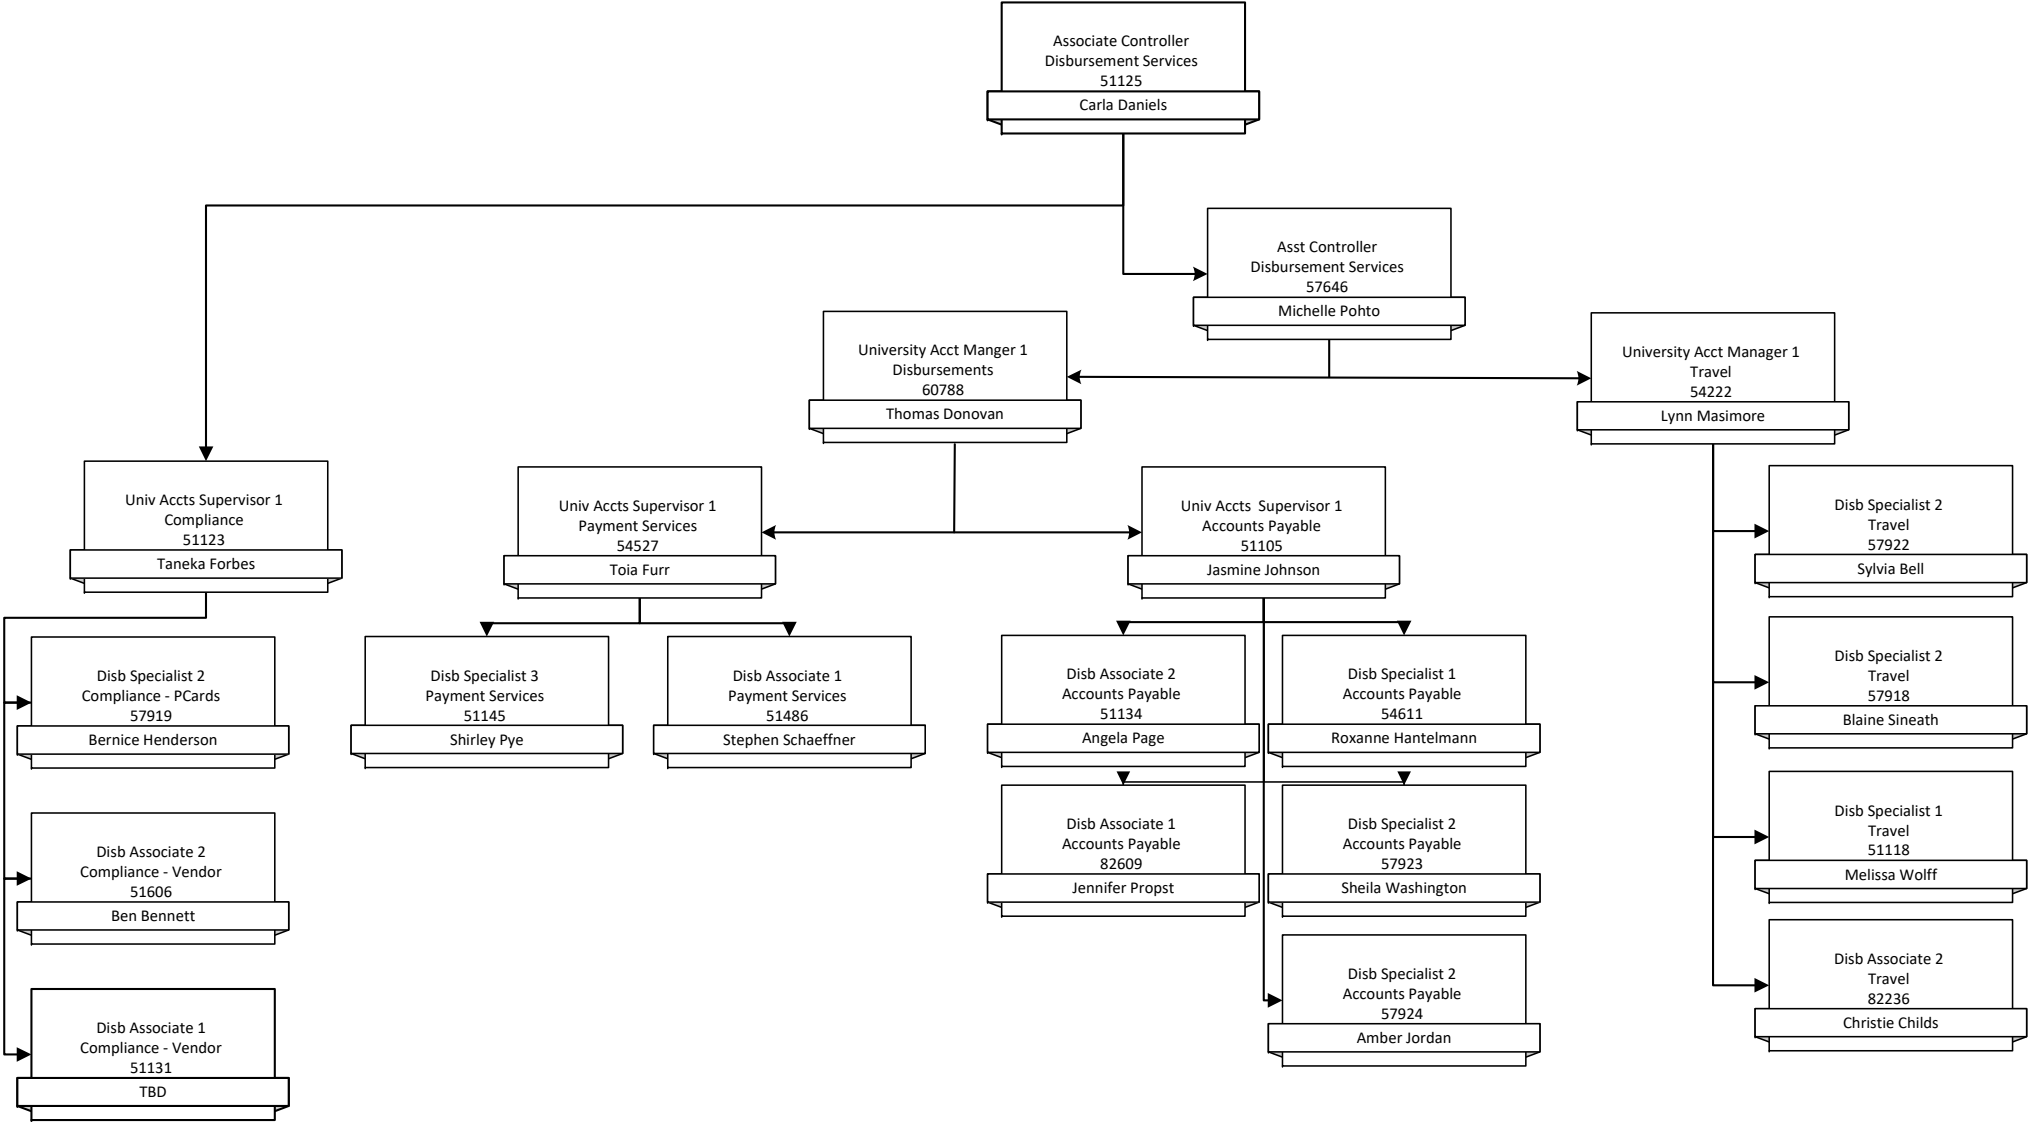 Associate Controller
Disbursement Services
51125
Carla Daniels
Asst Controller
Disbursement Services
57646
Michelle Pohto
University Acct Manger 1
Disbursements
60788
Thomas Donovan
University Acct Manager 1
Travel
54222
Lynn Masimore
Univ Accts Supervisor 1
Compliance
51123
Taneka Forbes
Univ Accts Supervisor 1
Payment Services
54527
Toia Furr
Univ Accts  Supervisor 1
Accounts Payable
51105
Jasmine Johnson
Disb Specialist 2
Travel
57922
Sylvia Bell
Disb Specialist 2
Compliance - PCards
57919
Bernice Henderson
Disb Specialist 3
Payment Services
51145
Shirley Pye
Disb Associate 1
Payment Services
51486
Stephen Schaeffner
Disb Associate 2
Accounts Payable
51134
Angela Page
Disb Specialist 1
Accounts Payable
54611
Roxanne Hantelmann
Disb Specialist 2
Travel
57918
Blaine Sineath
Disb Associate 2
Compliance - Vendor
51606
Ben Bennett
Disb Associate 1
Accounts Payable
82609
Jennifer Propst
Disb Specialist 2
Accounts Payable
57923
Sheila Washington
Disb Specialist 1
Travel
51118
Melissa Wolff
Disb Associate 1
Compliance - Vendor
51131
TBD
Disb Specialist 2
Accounts Payable
57924
Amber Jordan
Disb Associate 2
Travel
82236
Christie Childs